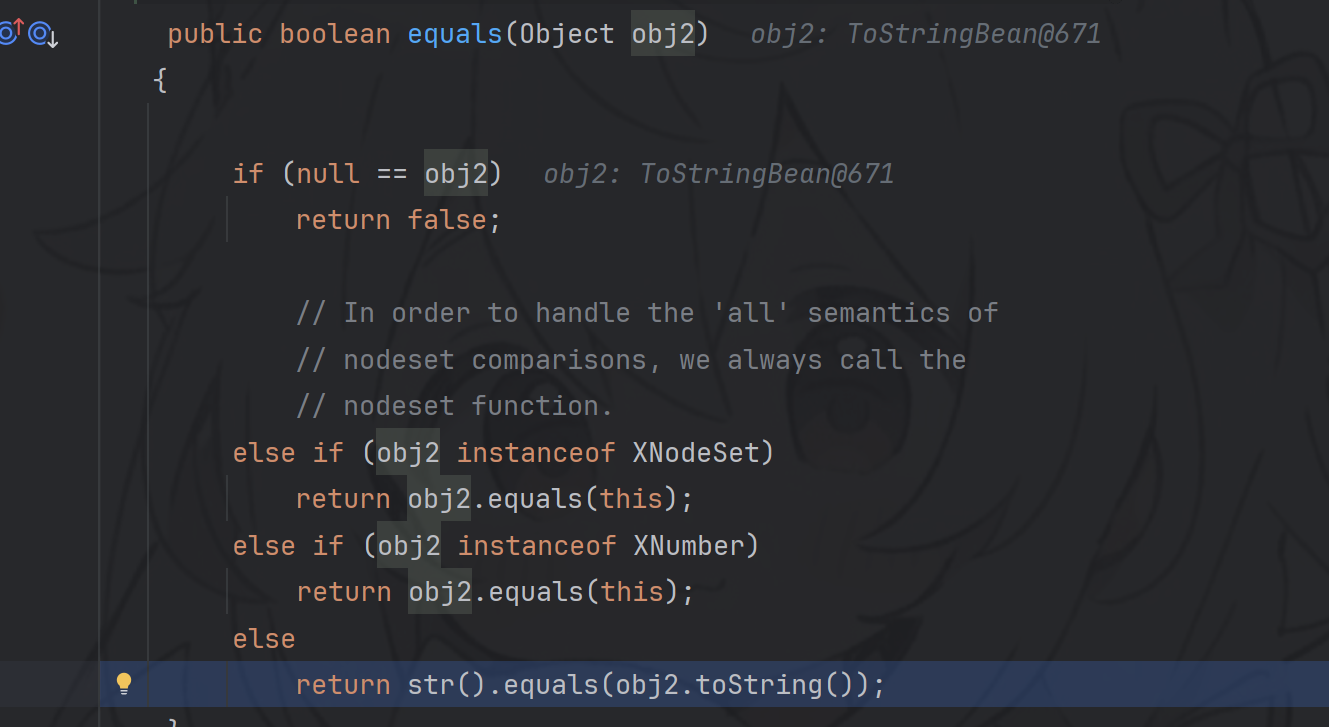 public boolean equals(Object obj2)   obj2: ToStringBean@671
{
if (null == obj2)   obj2: ToStringBean@671
return false;
// In order to handle the 'all' semantics of
// nodeset comparisons, we always call the
// nodeset function.
else if (obj2 instanceof XNodeSet)
return obj2.equals(this);
else if (obj2 instanceof XNumber)
return obj2.equals(this);
else
return str().equals(obj2.toString());
}